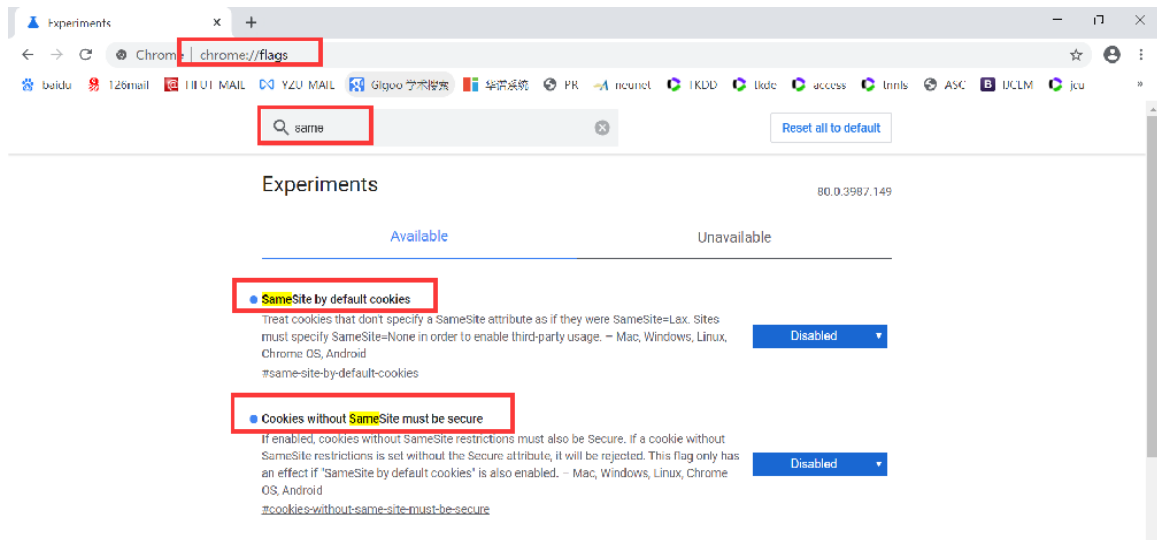 Experiments
Chrome | chrome://flags
baidu 126mail HFUT MAIL YZU MAIL Glgoo 学术搜索 华谊系统 PR neunet TKDD tkde access tnnls ASC IJCLM jcu »
same
Reset all to default
Experiments
80.0.3987.149
Available
Unavailable
SameSite by default cookies
Treat cookies that don't specify a SameSite attribute as if they were SameSite=Lax. Sites
must specify SameSite=None in order to enable third-party usage. – Mac, Windows, Linux,
Chrome OS, Android
#same-site-by-default-cookies
Disabled
Cookies without SameSite must be secure
If enabled, cookies without SameSite restrictions must also be Secure. If a cookie without
SameSite restrictions is set without the Secure attribute, it will be rejected. This flag only has
an effect if "SameSite by default cookies" is also enabled. – Mac, Windows, Linux, Chrome
OS, Android
#cookies-without-same-site-must-be-secure
Disabled